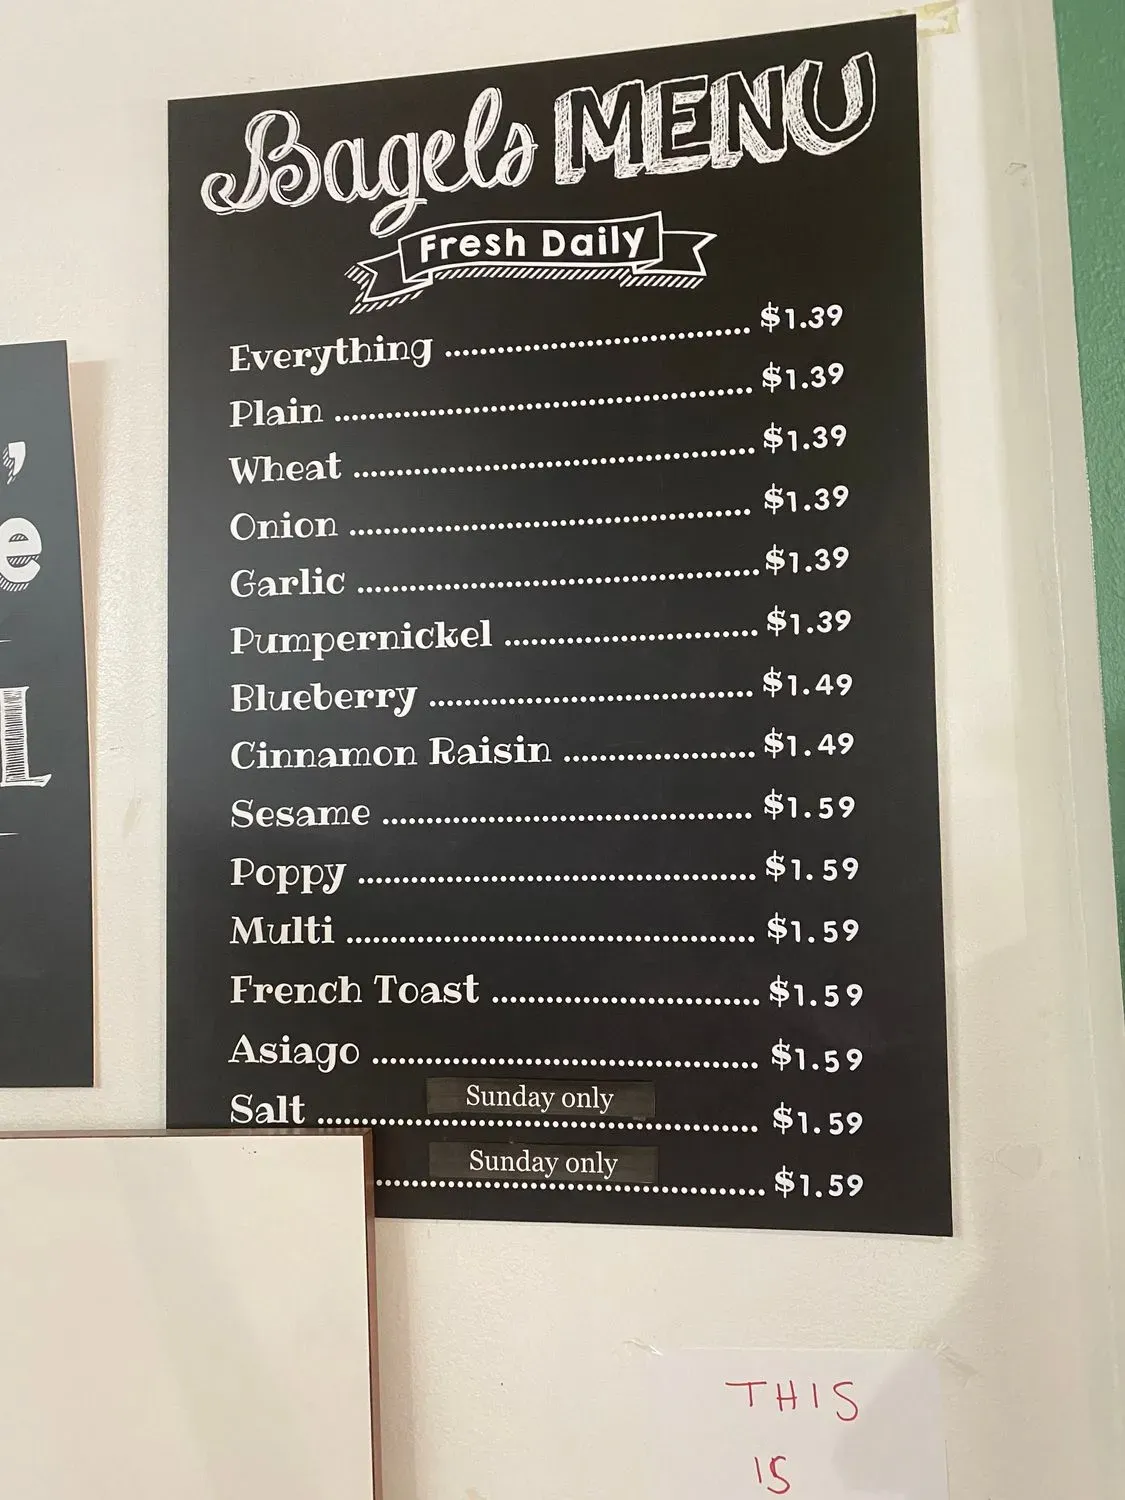 Bagels MENU
Fresh Daily
Everything ........................ $1.39
Plain ........................ $1.39
Wheat ........................ $1.39
Onion ........................ $1.39
Garlic ........................ $1.39
Pumpernickel ........................ $1.39
Blueberry ........................ $1.49
Cinnamon Raisin ........................ $1.49
Sesame ........................ $1.59
Poppy ........................ $1.59
Multi ........................ $1.59
French Toast ........................ $1.59
Asiago ........................ $1.59
Sunday only
Salt ........................ $1.59
Sunday only
........................ $1.59
THIS
IS